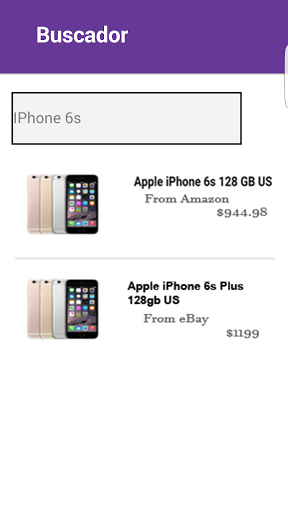 Buscador
IPhone 6s
Apple iPhone 6s 128 GB US
From Amazon
$944.98
Apple iPhone 6s Plus
128gb US
From eBay
$1199